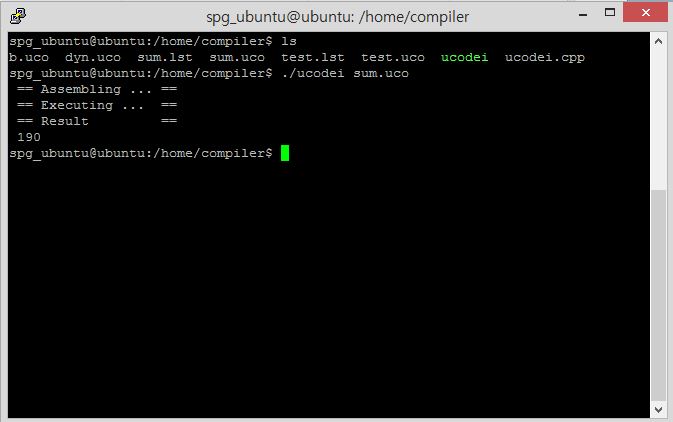 spg_ubuntu@ubuntu: /home/compiler
spg_ubuntu@ubuntu:/home/compiler$ ls
b.uco  dyn.uco  sum.lst  sum.uco  test.lst  test.uco  ucodei  ucodei.cpp
spg_ubuntu@ubuntu:/home/compiler$ ./ucodei sum.uco
 == Assembling ... ==
 == Executing ...  ==
 == Result         ==
 190
spg_ubuntu@ubuntu:/home/compiler$